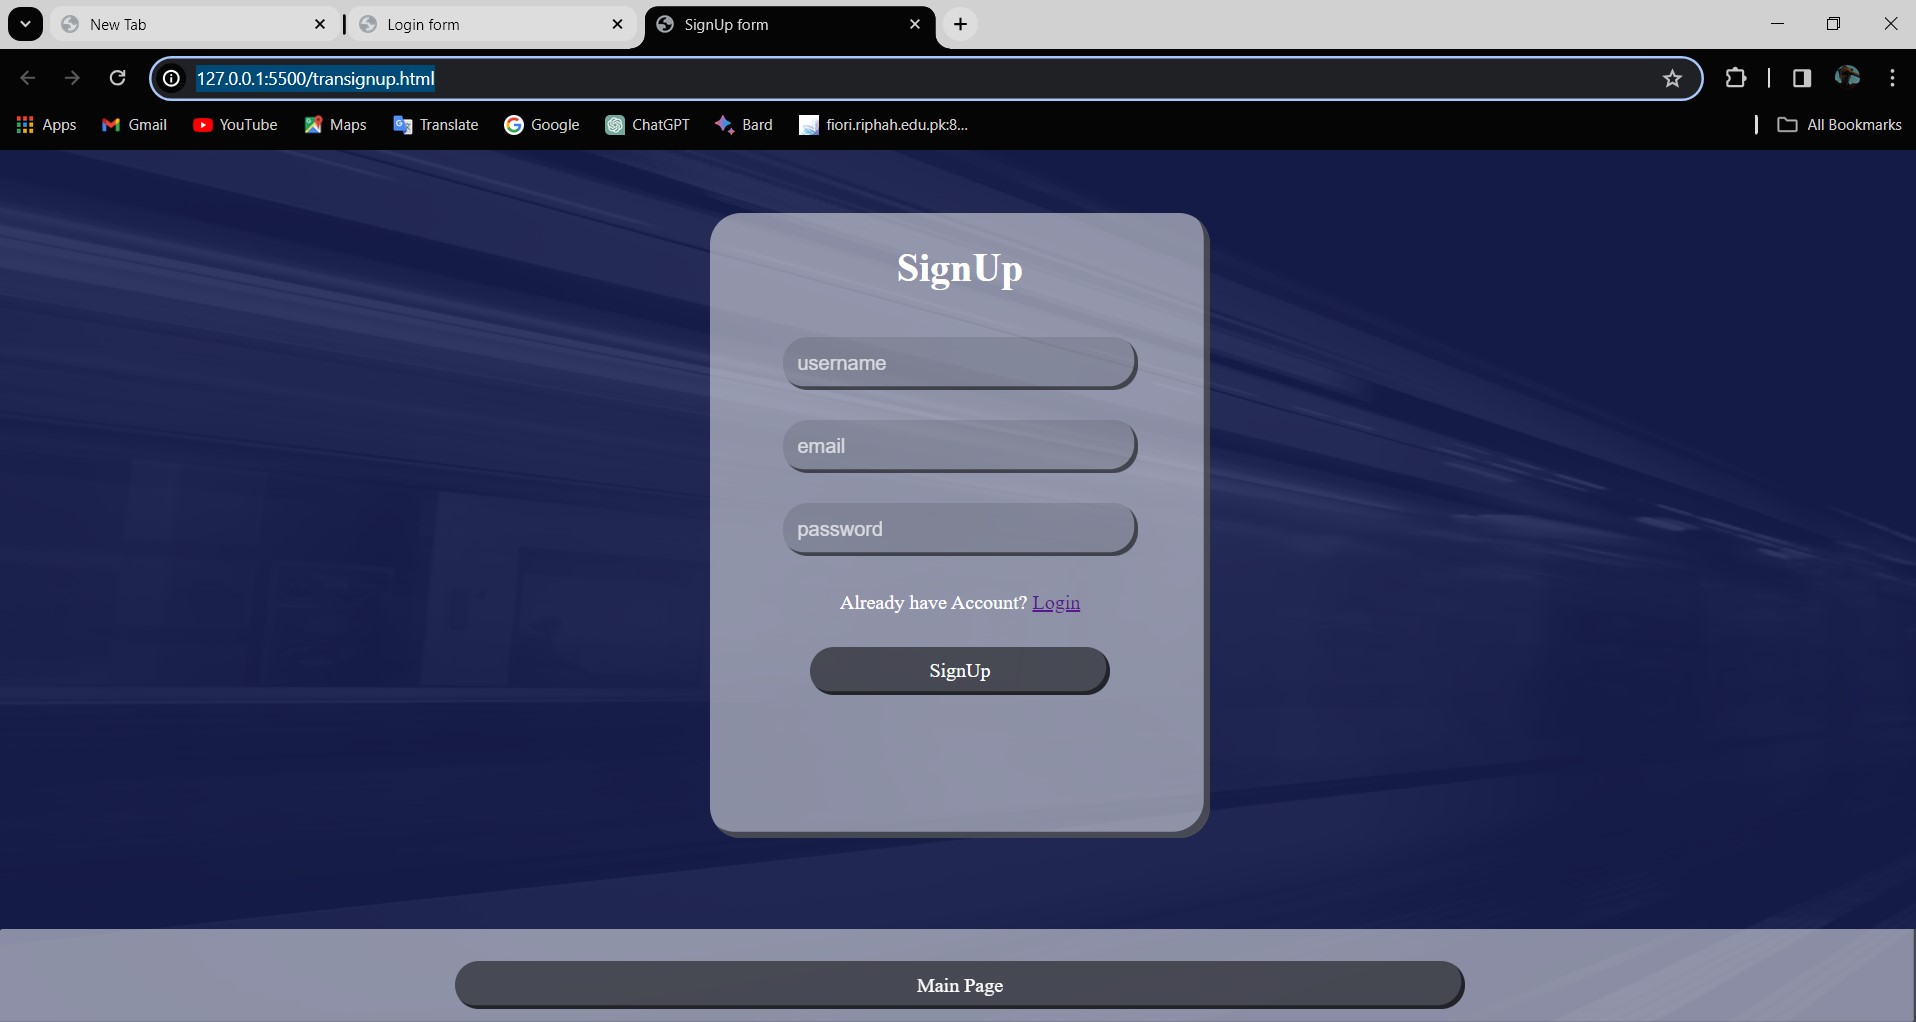 New Tab
Login form
SignUp form
127.0.0.1:5500/transignup.html
Apps Gmail YouTube Maps Translate Google ChatGPT Bard fiori.riphah.edu.pk:8... All Bookmarks
SignUp
username
email
password
Already have Account? Login
SignUp
Main Page